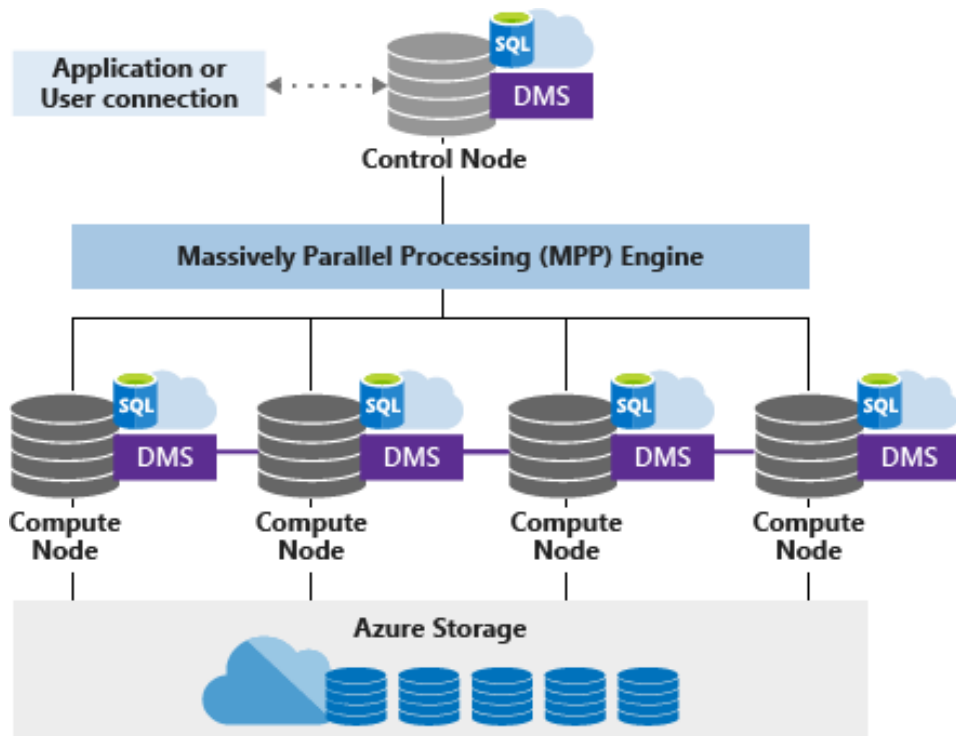 SQL
Application or
User connection
DMS
Control Node
Massively Parallel Processing (MPP) Engine
SQL
SQL
SQL
SQL
DMS
DMS
DMS
DMS
Compute
Node
Compute
Node
Compute
Node
Compute
Node
Azure Storage